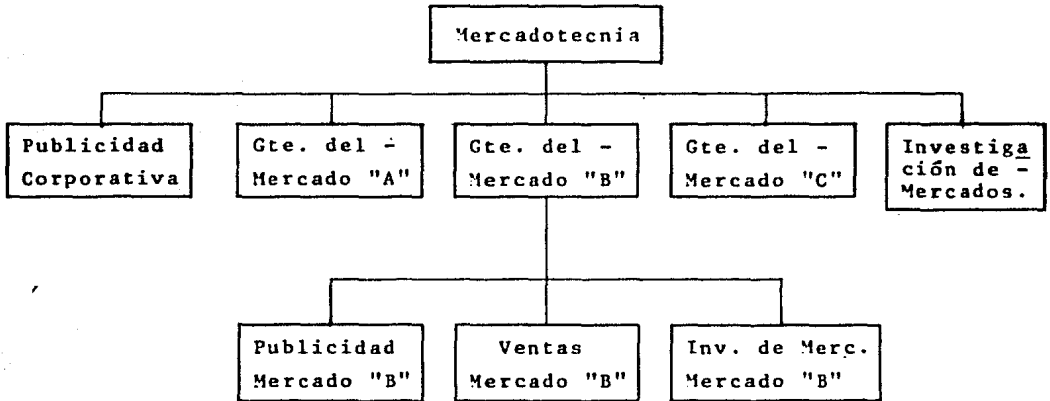 Mercadotecnia
Publicidad
Corporativa
Gte. del -
Mercado "A"
Gte. del -
Mercado "B"
Gte. del -
Mercado "C"
Investiga
ción de -
Mercados.
Publicidad
Mercado "B"
Ventas
Mercado "B"
Inv. de Merc.
Mercado "B"